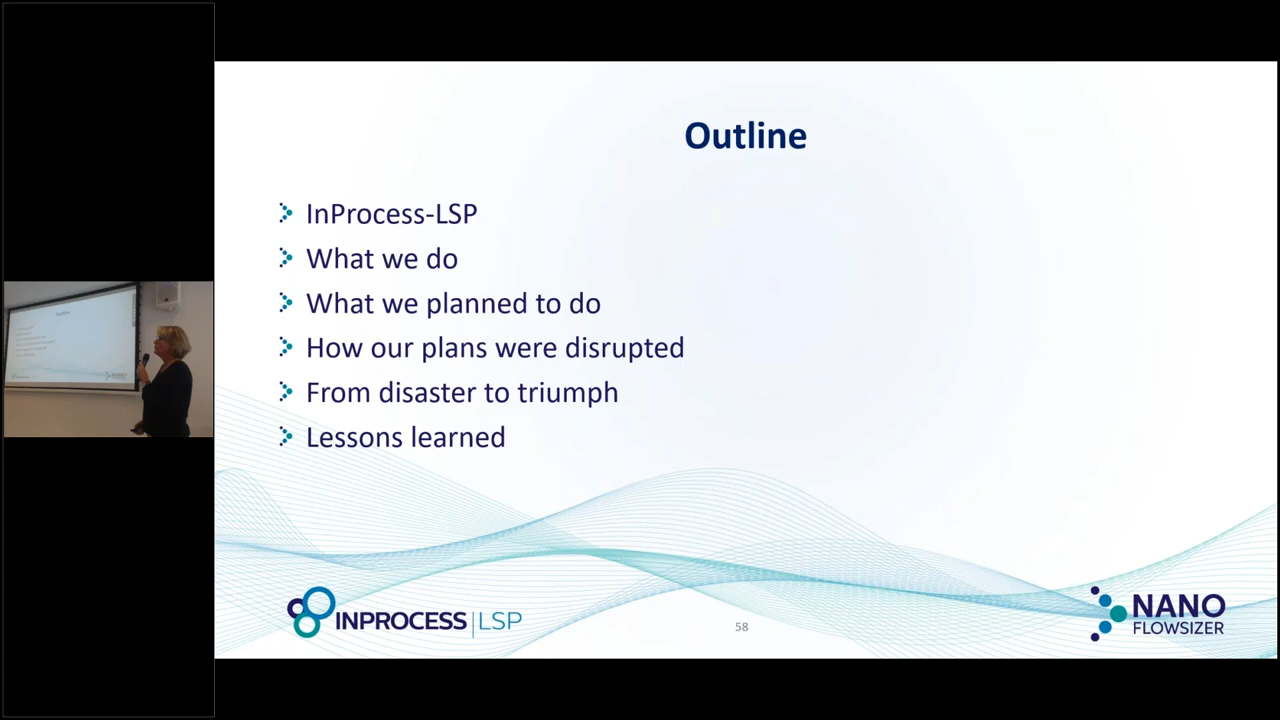 Outline
InProcess-LSP
What we do
What we planned to do
How our plans were disrupted
From disaster to triumph
Lessons learned
INPROCESS|LSP
58
NANO
FLOWSIZER